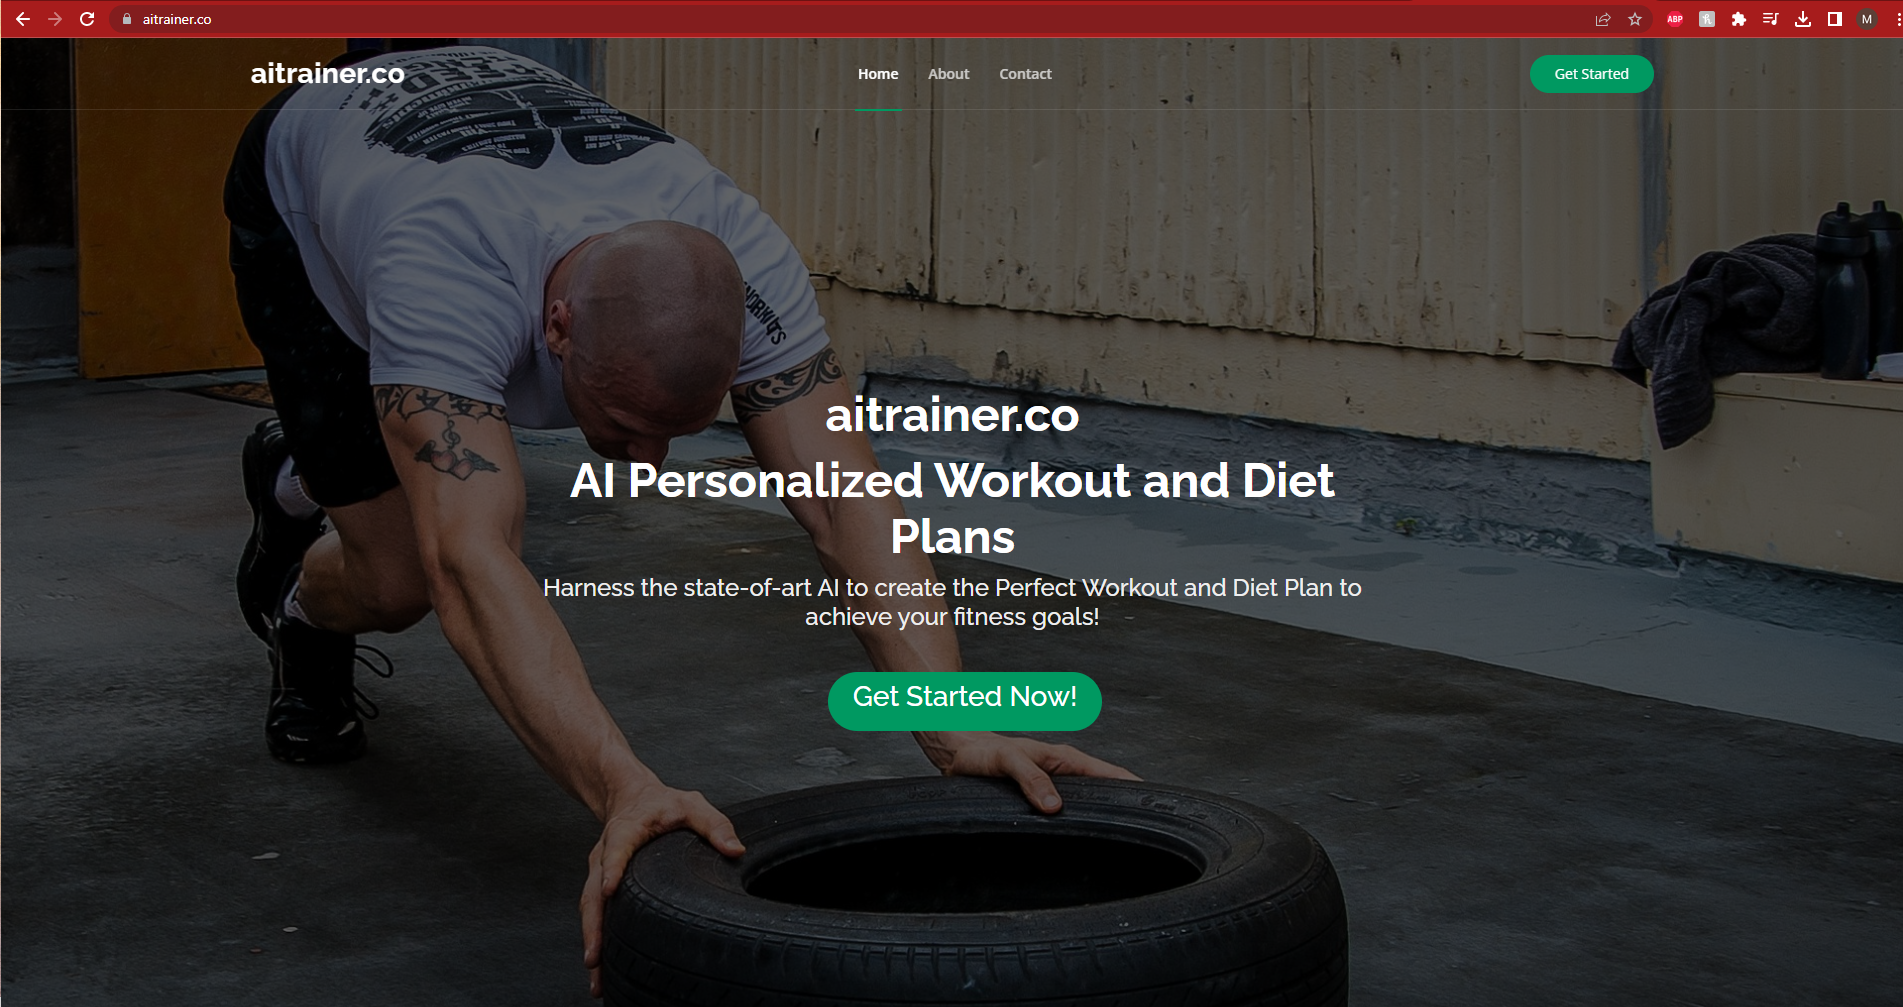 aitrainer.co
ABP
M
aitrainer.co
Home
About
Contact
Get Started
WORKOUTS
aitrainer.co
AI Personalized Workout and Diet
Plans
Harness the state-of-art AI to create the Perfect Workout and Diet Plan to
achieve your fitness goals!
Get Started Now!